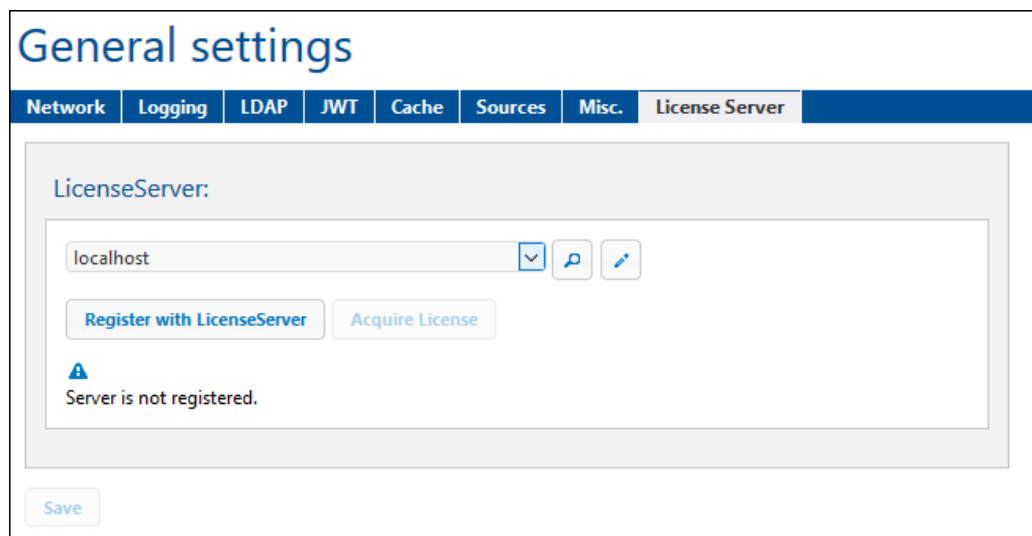 General settings
Network Logging LDAP JWT Cache Sources Misc. License Server
LicenseServer:
localhost
Register with LicenseServer Acquire License
Server is not registered.
Save